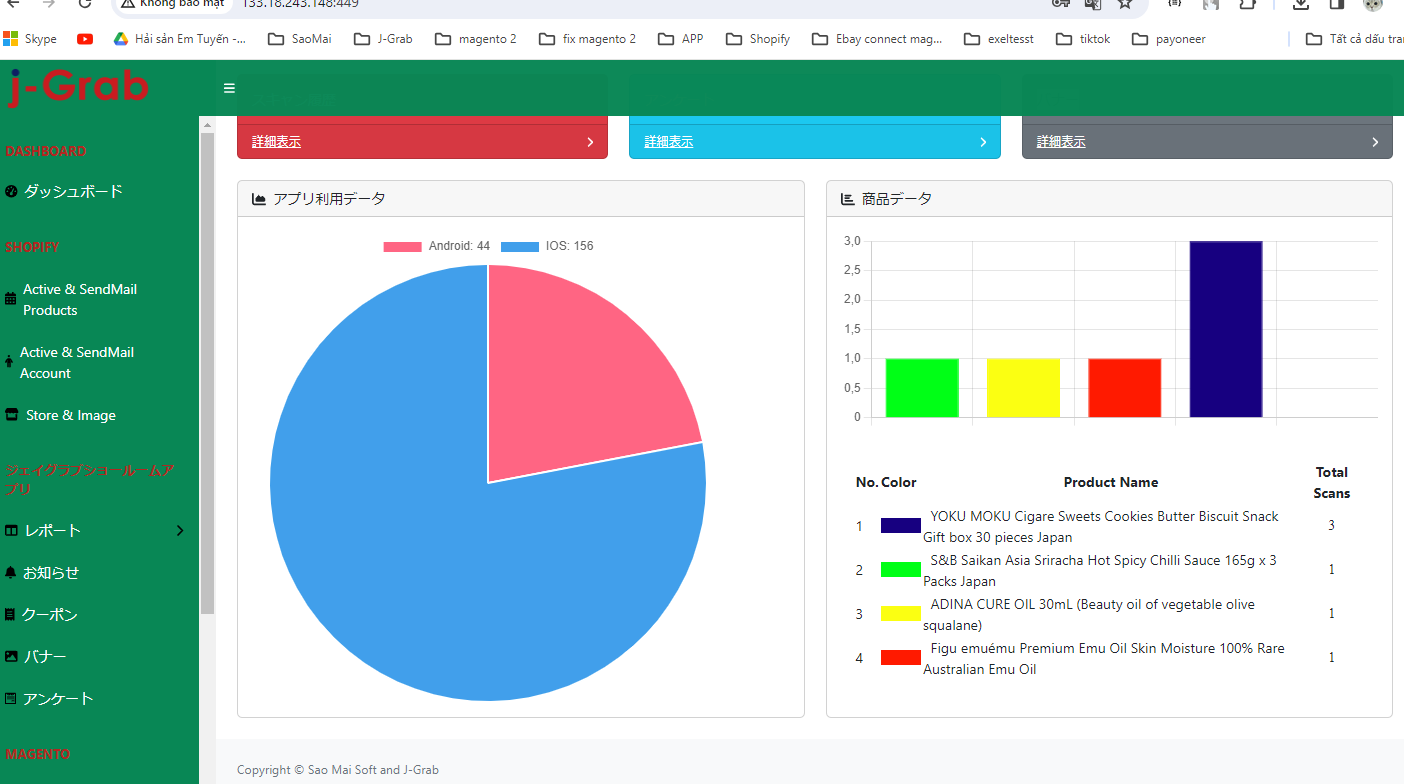 Không bảo mật 133.18.243.148:449
Skype
Hải sản Em Tuyến -...
SaoMai
J-Grab
magento 2
fix magento 2
APP
Shopify
Ebay connect mag...
exeltesst
tiktok
payoneer
Tất cả dấu tran
j-Grab
DASHBOARD
ダッシュボード
SHOPIFY
Active & SendMail
Products
Active & SendMail
Account
Store & Image
ジェイグラブショールームア
プリ
レポート
お知らせ
クーポン
バナー
アンケート
MAGENTO
詳細表示
詳細表示
詳細表示
アプリ利用データ
Android: 44 IOS: 156
商品データ
3,0
2,5
2,0
1,5
1,0
0,5
0
No. Color Product Name Total
Scans
1 YOKU MOKU Cigare Sweets Cookies Butter Biscuit Snack 3
Gift box 30 pieces Japan
2 S&B Saikan Asia Sriracha Hot Spicy Chilli Sauce 165g x 3 1
Packs Japan
3 ADINA CURE OIL 30mL (Beauty oil of vegetable olive 1
squalane)
4 Figu emuému Premium Emu Oil Skin Moisture 100% Rare 1
Australian Emu Oil
Copyright © Sao Mai Soft and J-Grab